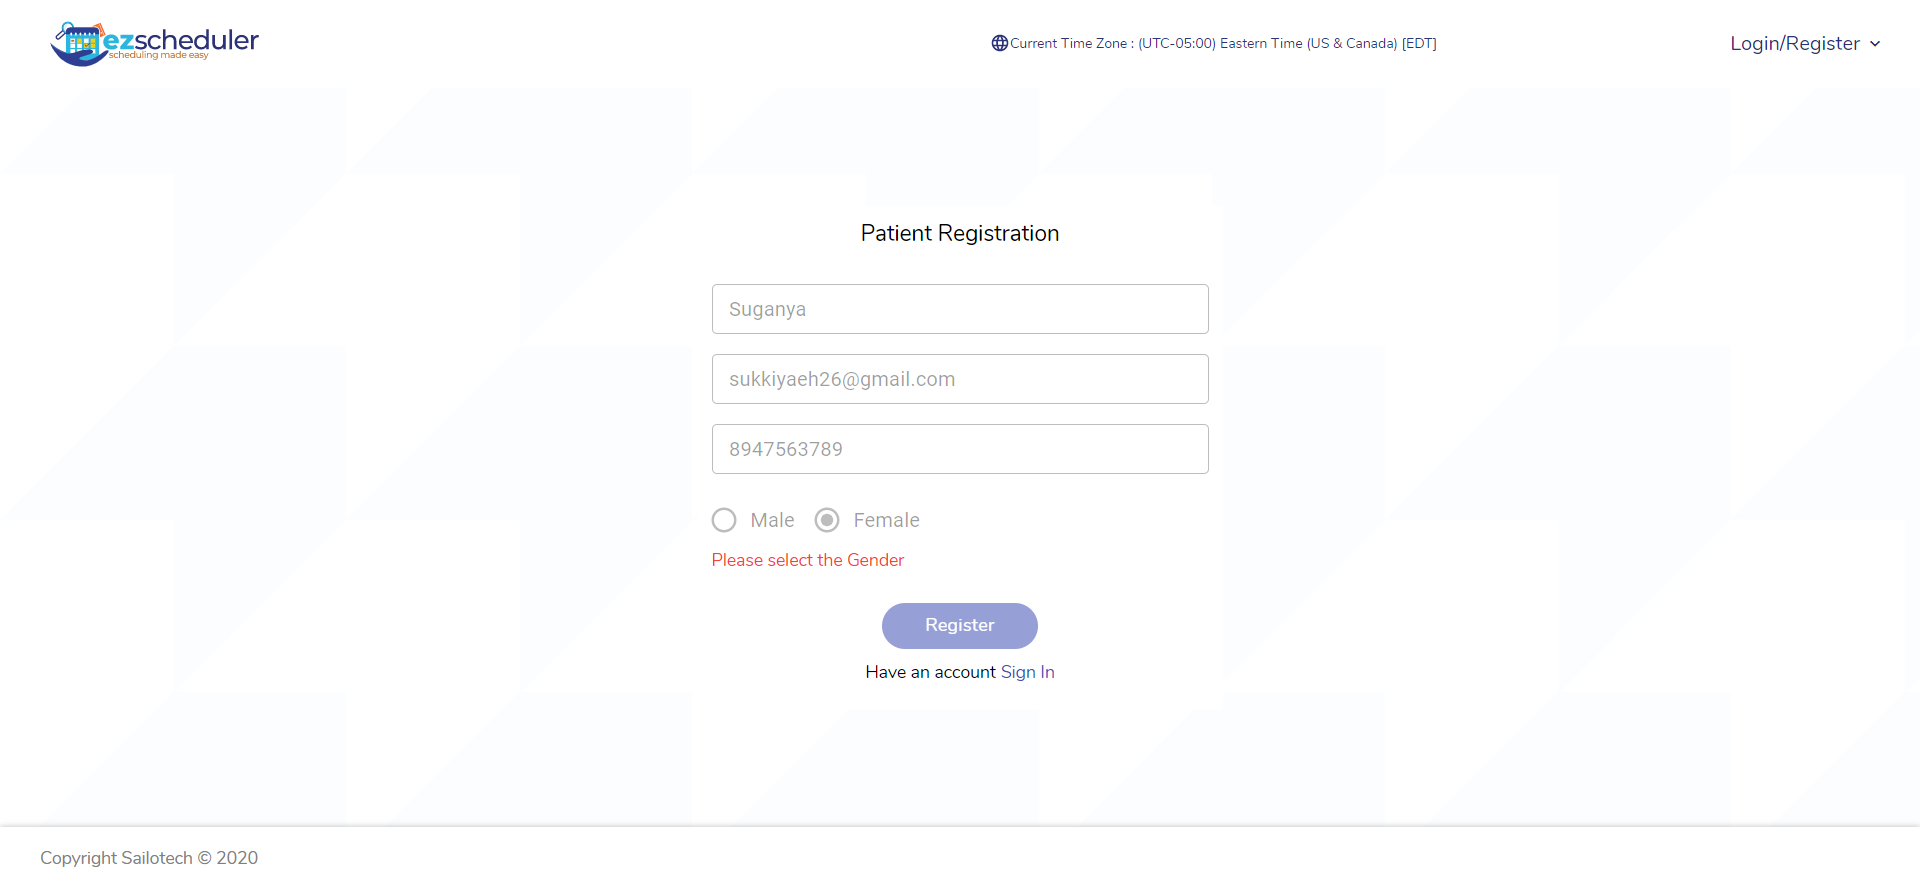 ezscheduler
scheduling made easy
Current Time Zone : (UTC-05:00) Eastern Time (US & Canada) [EDT]
Login/Register
Patient Registration
Suganya
sukkiyaeh26@gmail.com
8947563789
Male Female
Please select the Gender
Register
Have an account Sign In
Copyright Sailotech © 2020